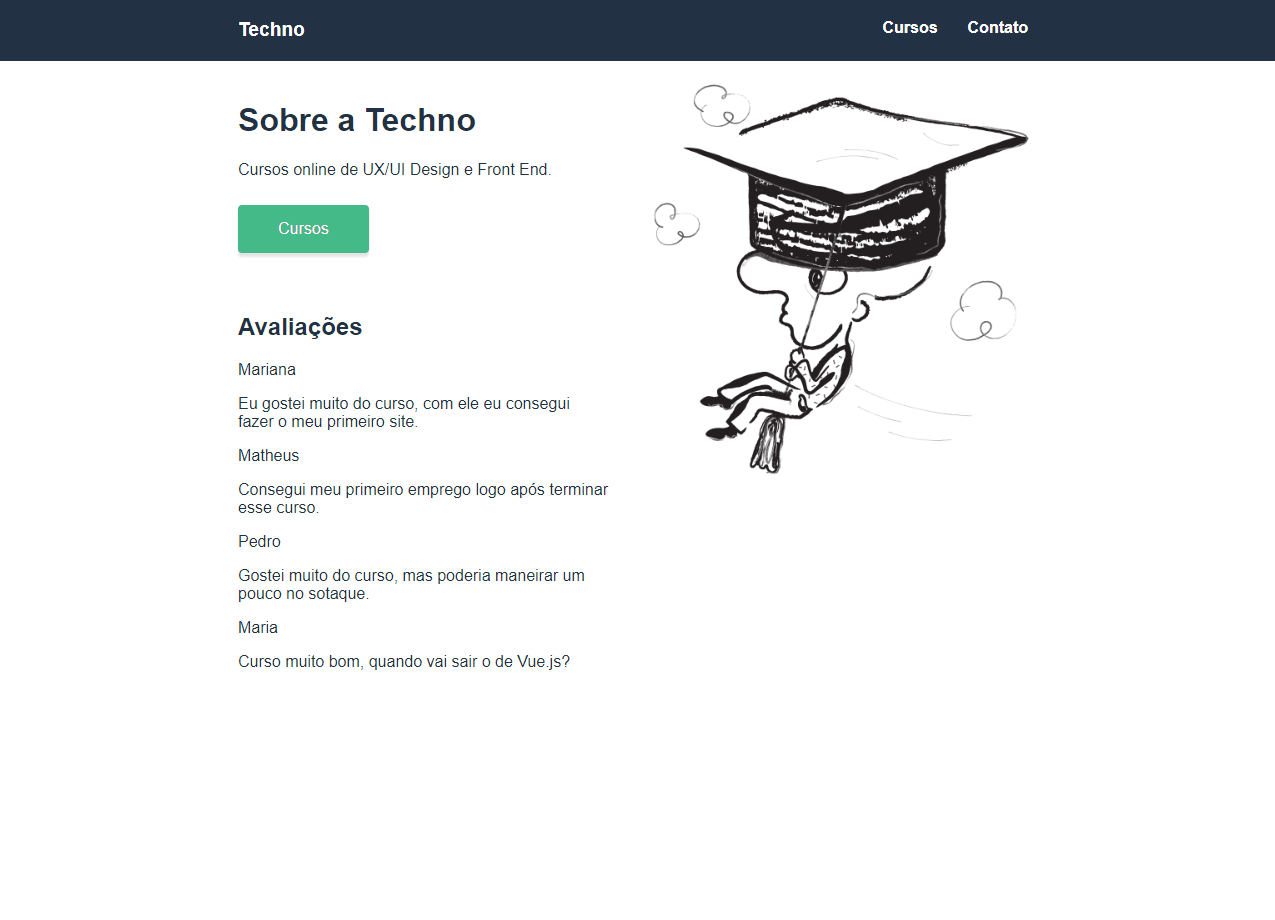 Techno
Cursos
Contato
Sobre a Techno
Cursos online de UX/UI Design e Front End.
Cursos
Avaliações
Mariana
Eu gostei muito do curso, com ele eu consegui
fazer o meu primeiro site.
Matheus
Consegui meu primeiro emprego logo após terminar
esse curso.
Pedro
Gostei muito do curso, mas poderia maneirar um
pouco no sotaque.
Maria
Curso muito bom, quando vai sair o de Vue.js?